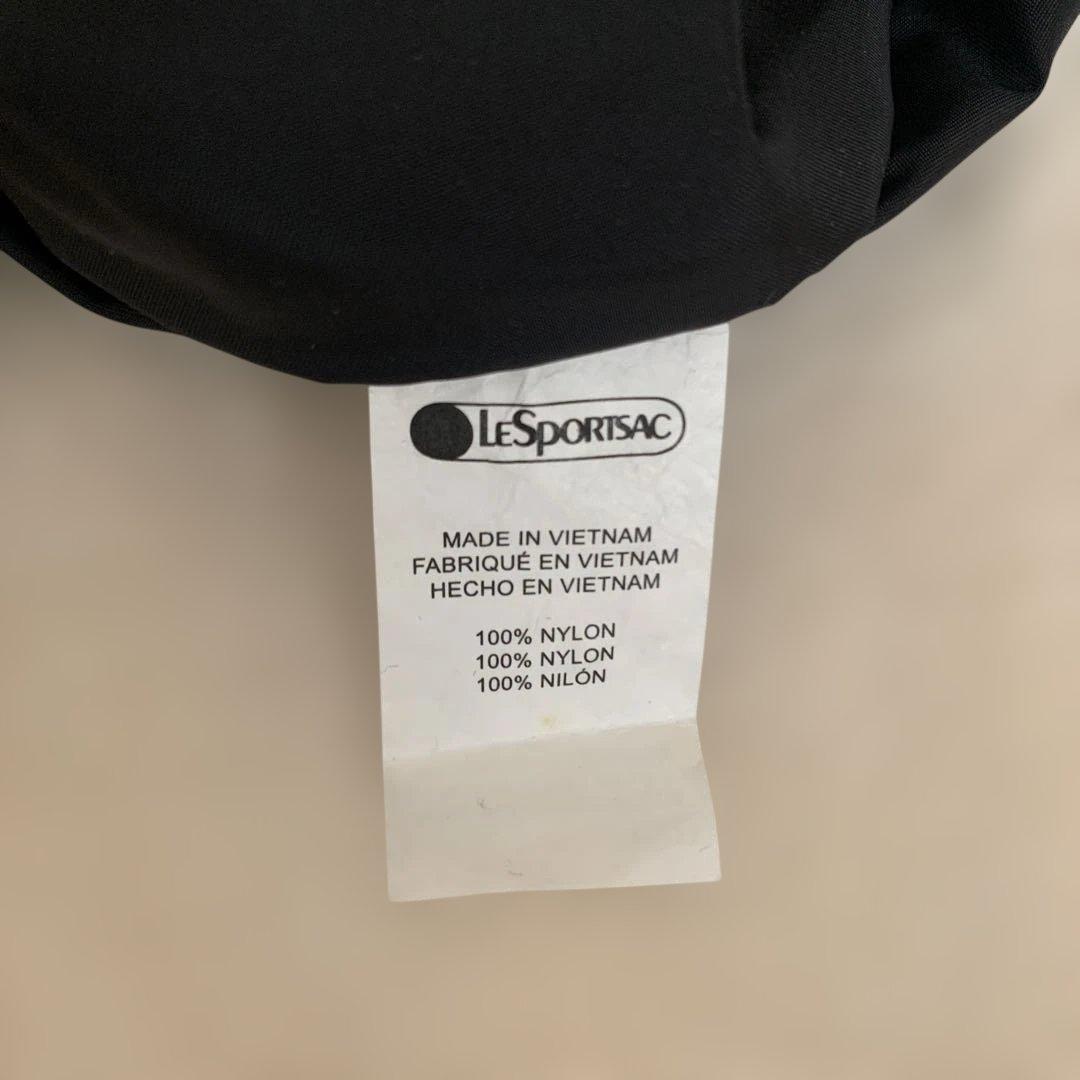 LeSportsac
MADE IN VIETNAM
FABRIQUÉ EN VIETNAM
HECHO EN VIETNAM
100% NYLON
100% NYLON
100% NILÓN